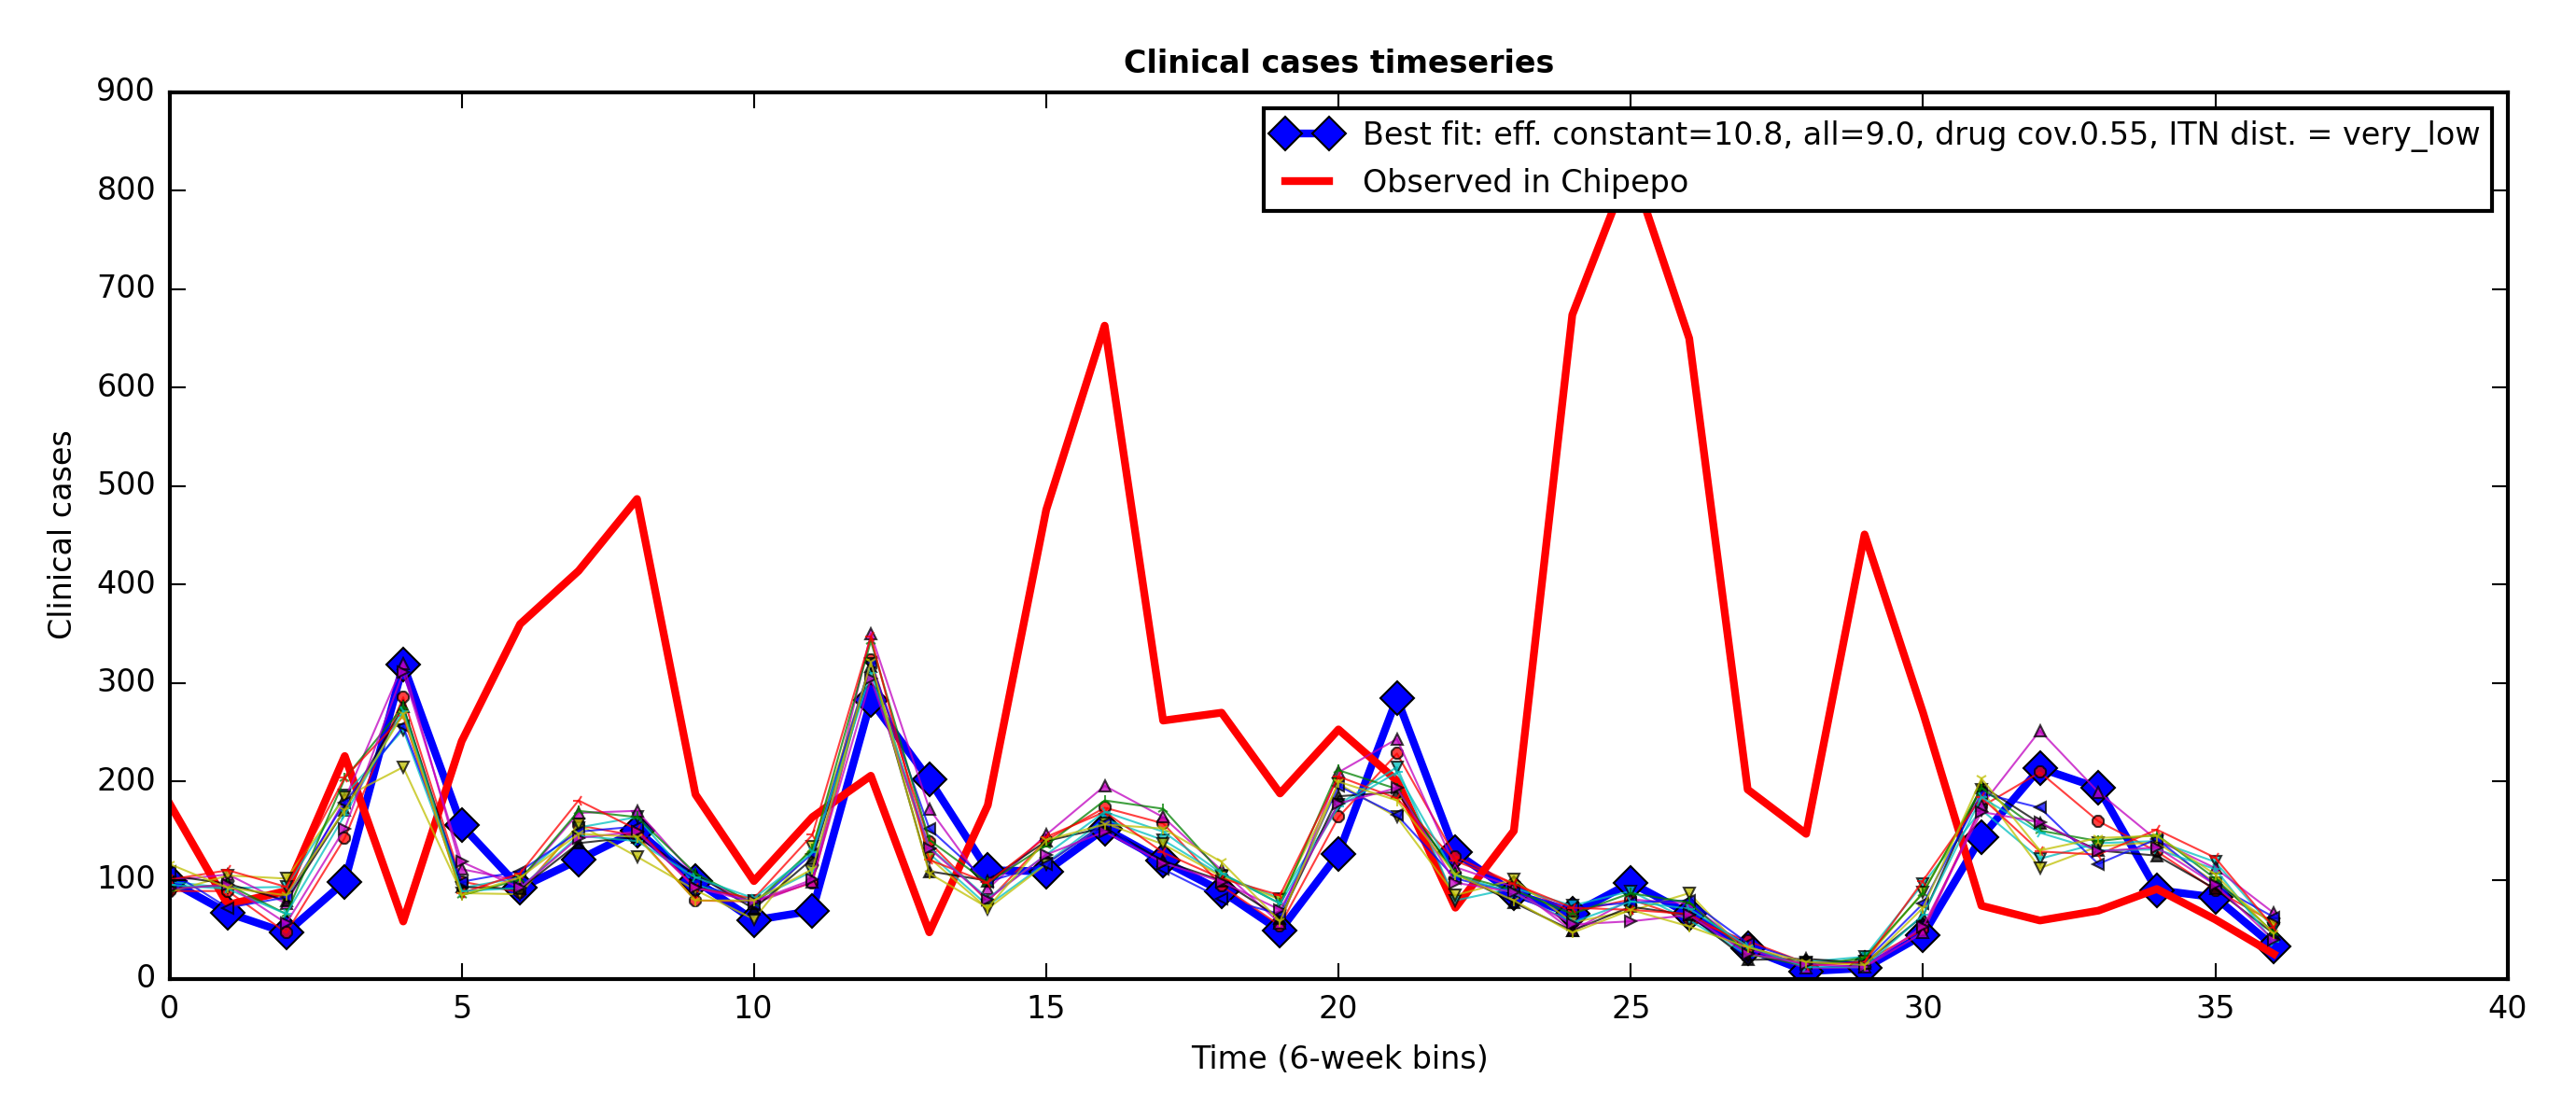 Clinical cases timeseries
Best fit: eff. constant=10.8, all=9.0, drug cov.0.55, ITN dist. = very_low
Observed in Chipepo
900
800
700
600
500
400
300
200
100
0
Clinical cases
0 5 10 15 20 25 30 35 40
Time (6-week bins)